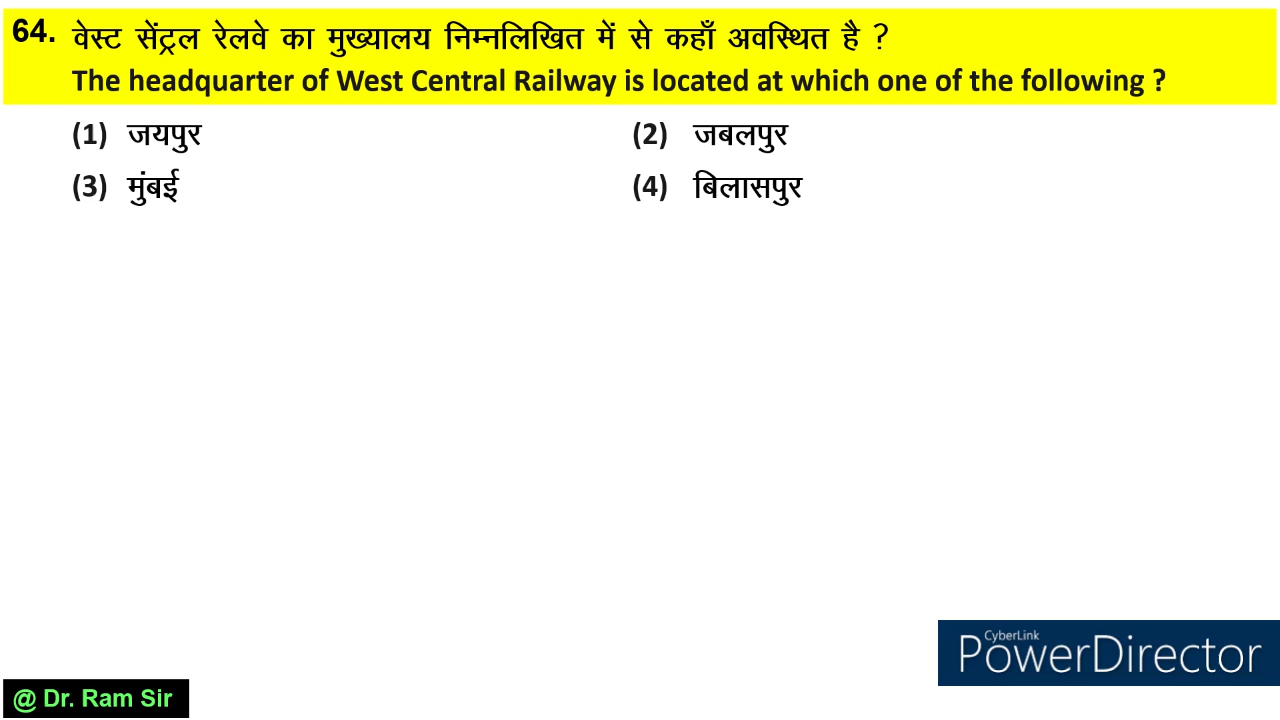 64. वेस्ट सेंट्रल रेलवे का मुख्यालय निम्नलिखित में से कहाँ अवस्थित है ?
The headquarter of West Central Railway is located at which one of the following ?
(1) जयपुर (2) जबलपुर
(3) मुंबई (4) बिलासपुर
CyberLink
PowerDirector
@ Dr. Ram Sir